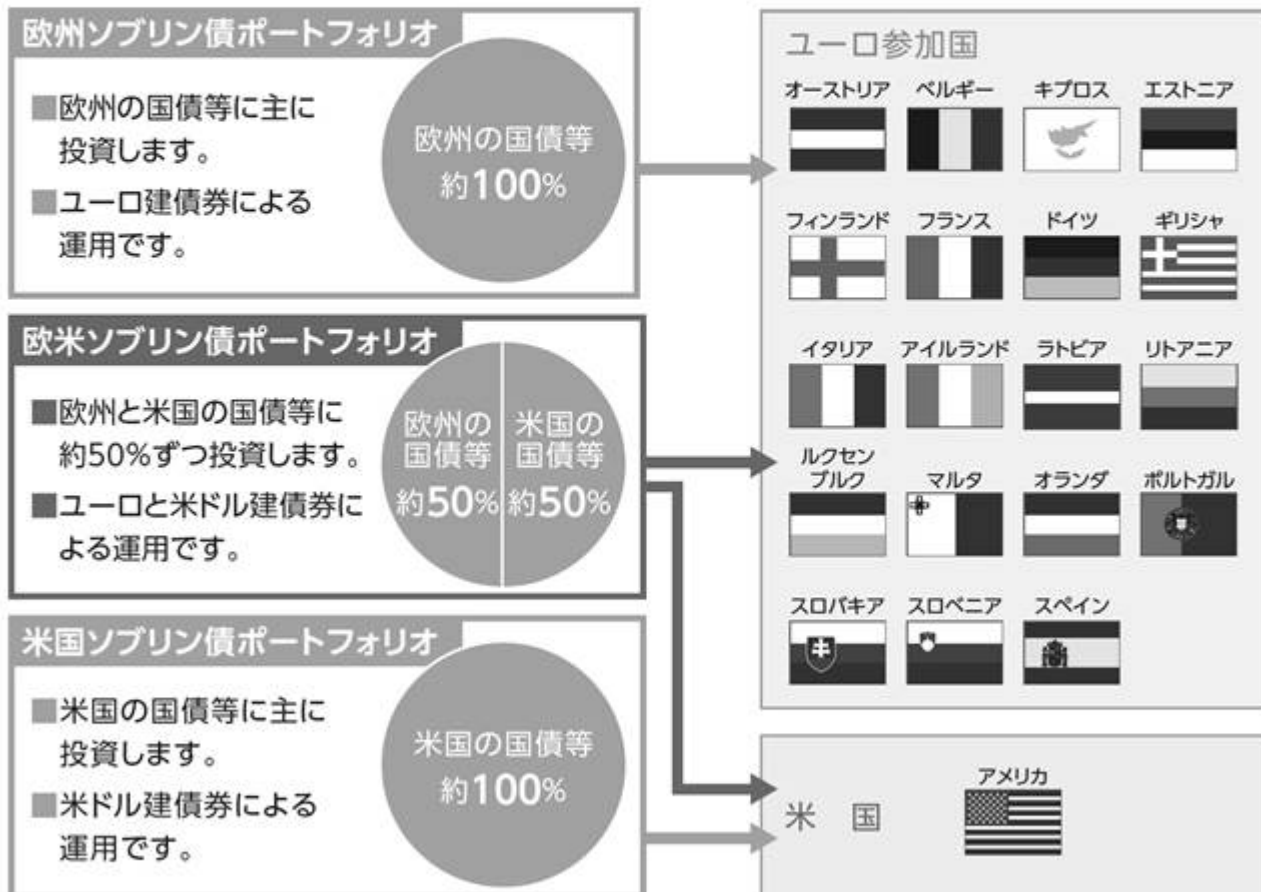 欧州ソブリン債ポートフォリオ
■欧州の国債等に主に
投資します。
■ユーロ建債券による
運用です。
欧州の国債等
約100%
欧米ソブリン債ポートフォリオ
■欧州と米国の国債等に
約50%ずつ投資します。
■ユーロと米ドル建債券に
よる運用です。
欧州の
国債等
約50%
米国の
国債等
約50%
米国ソブリン債ポートフォリオ
■米国の国債等に主に
投資します。
■米ドル建債券による
運用です。
米国の国債等
約100%
ユーロ参加国
オーストリア ベルギー キプロス エストニア
フィンランド フランス ドイツ ギリシャ
イタリア アイルランド ラトビア リトアニア
ルクセン
ブルク マルタ オランダ ポルトガル
スロバキア スロベニア スペイン
米 国
アメリカ